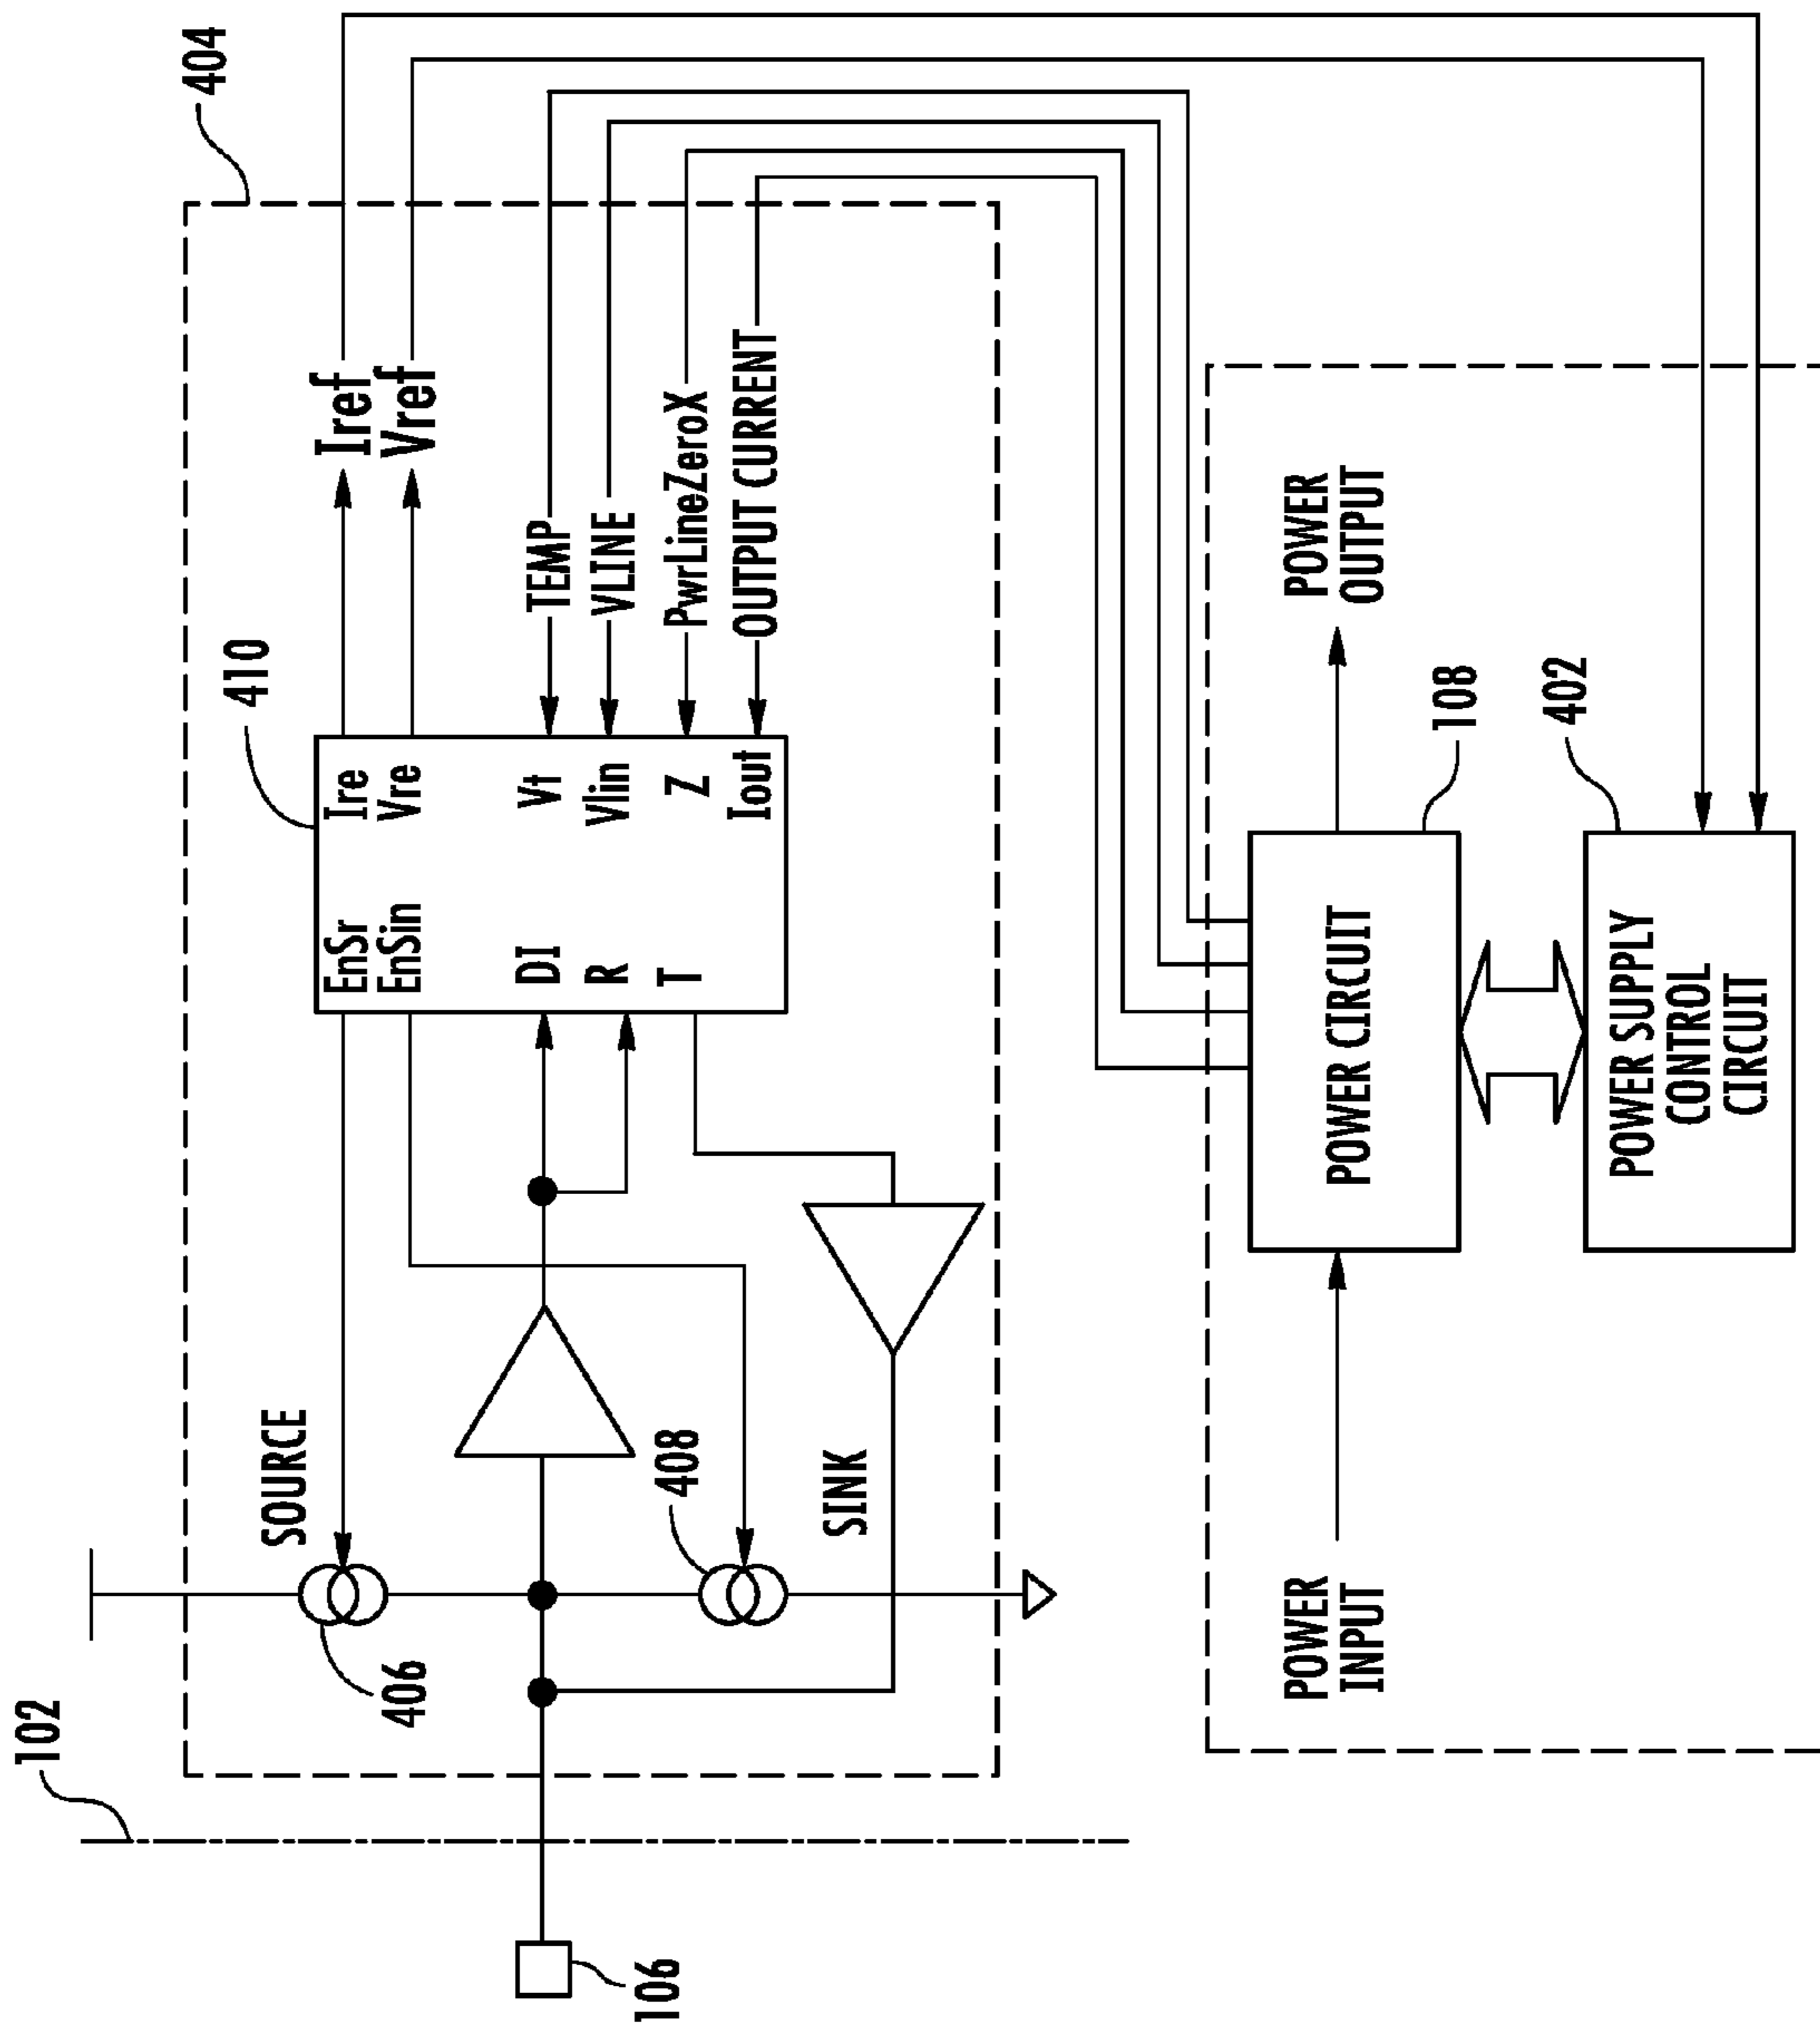 102
404
410
SOURCE
406
EnSr
EnSin
DI
R
T
Ire
Vre
Vt
Vlin
Z
Iout
Iref
Vref
TEMP
VLINE
PwrLineZeroX
OUTPUT CURRENT
408
SINK
106
POWER
INPUT
POWER CIRCUIT
POWER
OUTPUT
108
402
POWER SUPPLY
CONTROL
CIRCUIT